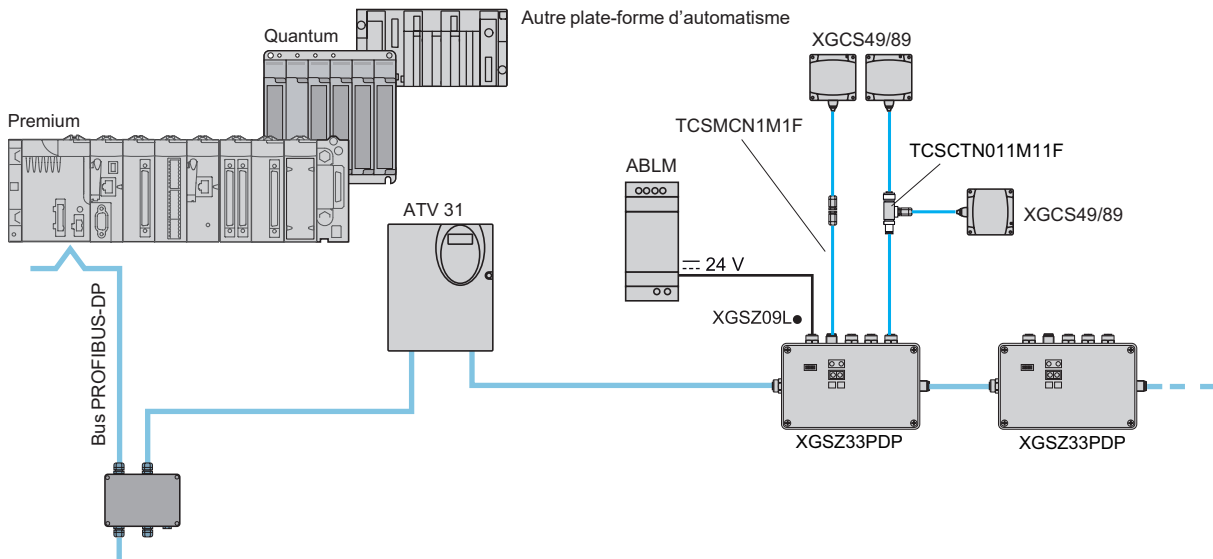 Autre plate-forme d'automatisme
Quantum
XGCS49/89
Premium
TCSMCN1M1F
TCSCTN011M11F
ABLM
XGCS49/89
ATV 31
24 V
XGSZ09L●
Bus PROFIBUS-DP
XGSZ33PDP
XGSZ33PDP